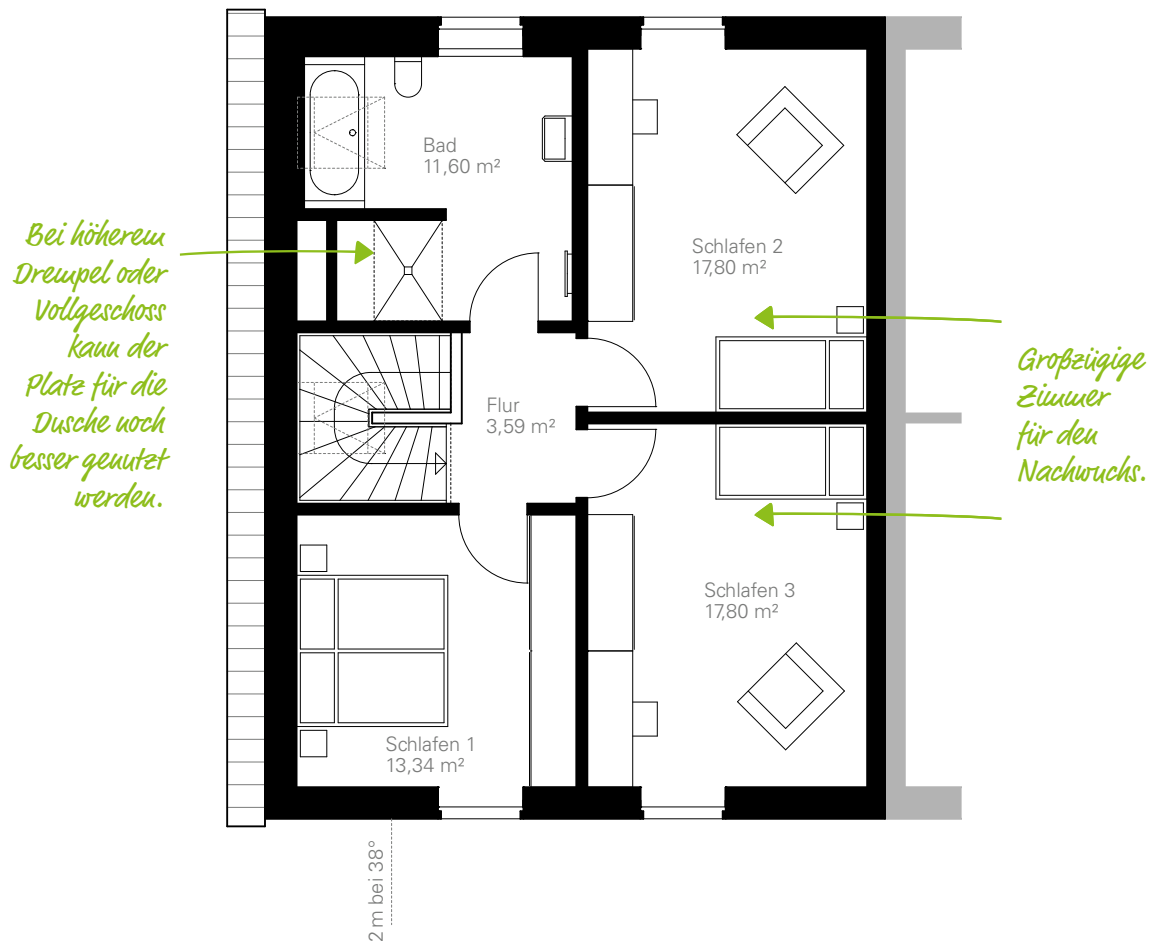 Bad
11,60 m²
Bei höherem
Drempel oder
Vollgeschoss
kann der
Platz für die
Dusche noch
besser genutzt
werden.
Schlafen 2
17,80 m²
Großzügige
Zimmer
für den
Nachwuchs.
Flur
3,59 m²
Schlafen 3
17,80 m²
Schlafen 1
13,34 m²
2 m bei 38°